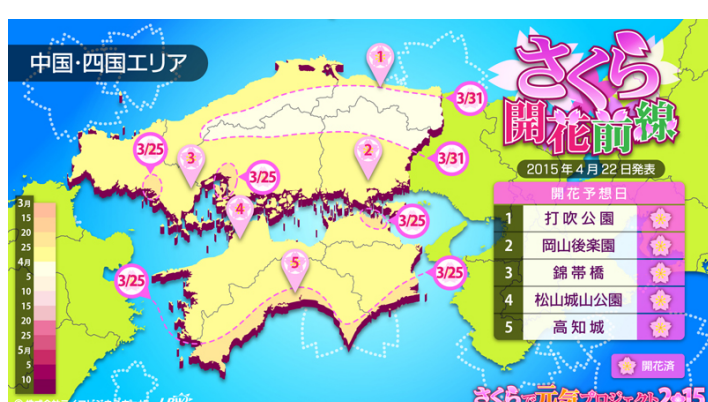 中国・四国エリア
さくら
開花前線
2015年4月22日発表
開花予想日
1 打吹公園
2 岡山後楽園
3 錦帯橋
4 松山城山公園
5 高知城
開花済
1
3/31
3/31
2
3/25
3
3/25
4
3/25
5
3/25
3/25
3月
15
20
25
4月
5
10
15
20
25
5月
5
10
さくらで元気プロジェクト2015